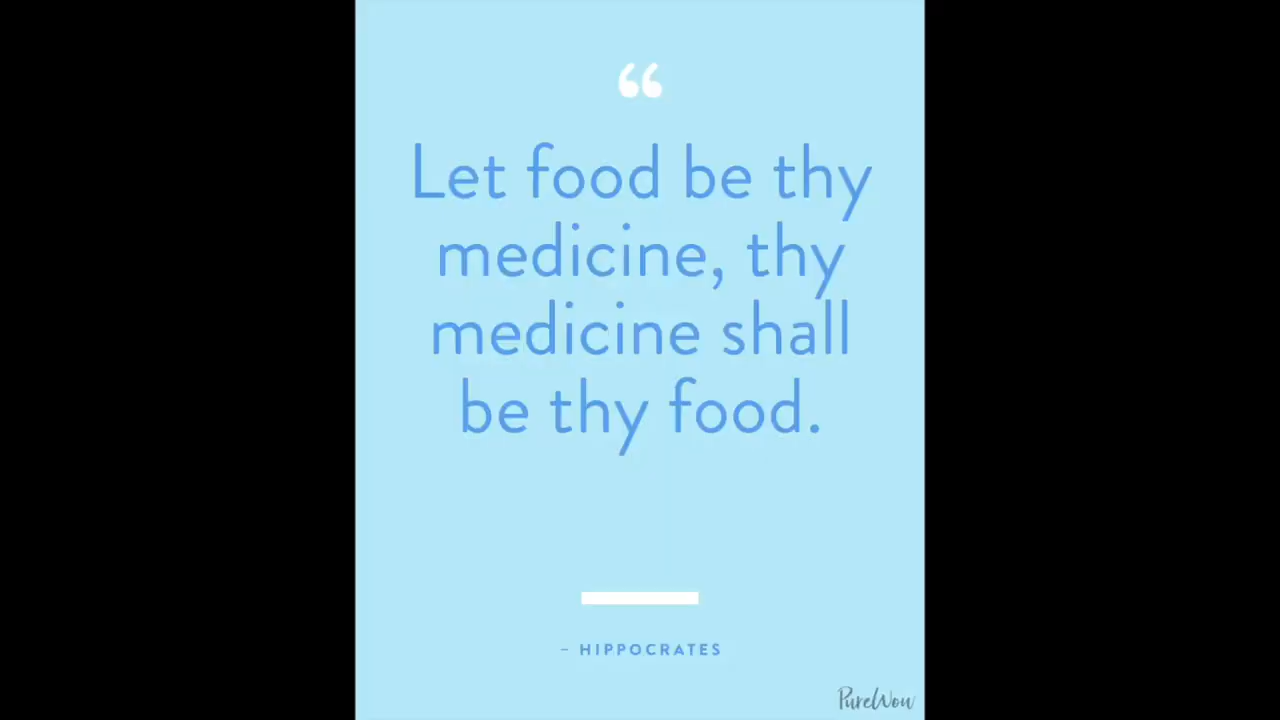 “
Let food be thy
medicine, thy
medicine shall
be thy food.
– HIPPOCRATES
PureWow